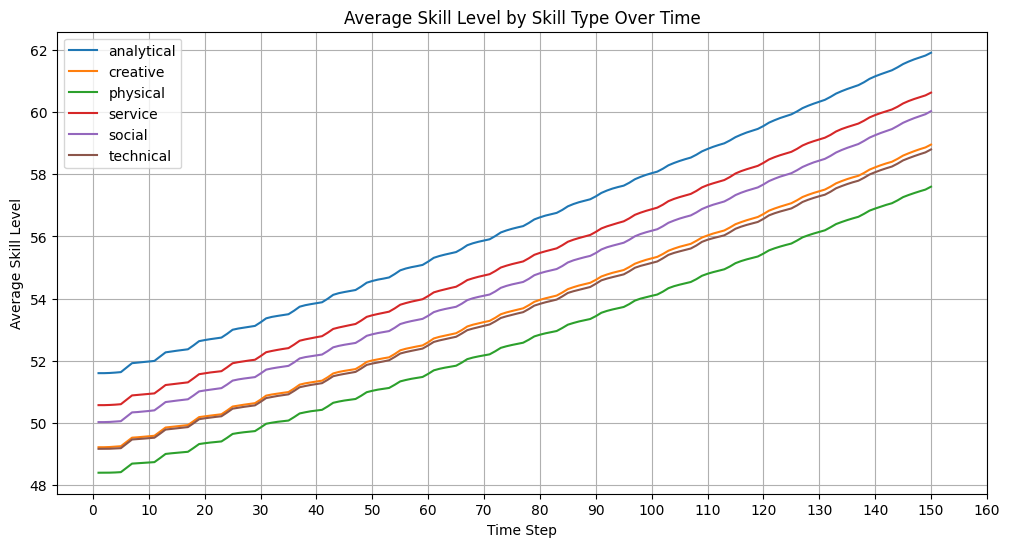 Average Skill Level by Skill Type Over Time
analytical
creative
physical
service
social
technical
Average Skill Level
62
60
58
56
54
52
50
48
0 10 20 30 40 50 60 70 80 90 100 110 120 130 140 150 160
Time Step